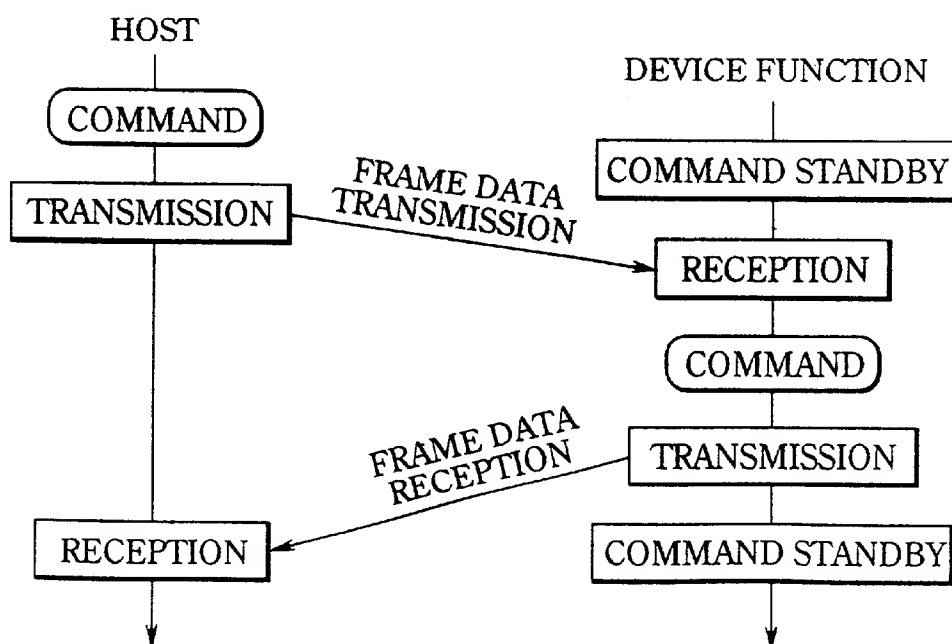 HOST
DEVICE FUNCTION
COMMAND
COMMAND STANDBY
FRAME DATA
TRANSMISSION
TRANSMISSION
RECEPTION
COMMAND
FRAME DATA
RECEPTION
TRANSMISSION
RECEPTION
COMMAND STANDBY